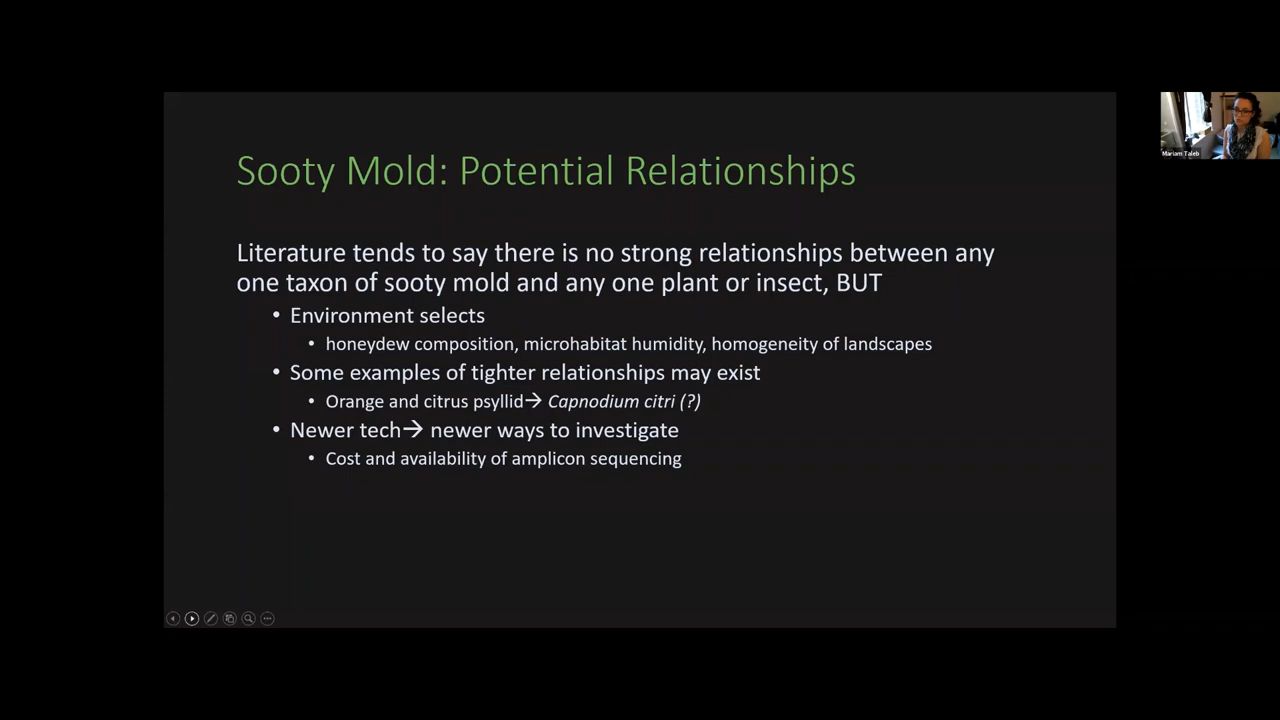 Sooty Mold: Potential Relationships
Literature tends to say there is no strong relationships between any
one taxon of sooty mold and any one plant or insect, BUT
• Environment selects
• honeydew composition, microhabitat humidity, homogeneity of landscapes
• Some examples of tighter relationships may exist
• Orange and citrus psyllid→ Capnodium citri (?)
• Newer tech→ newer ways to investigate
• Cost and availability of amplicon sequencing
Mariam Taleb